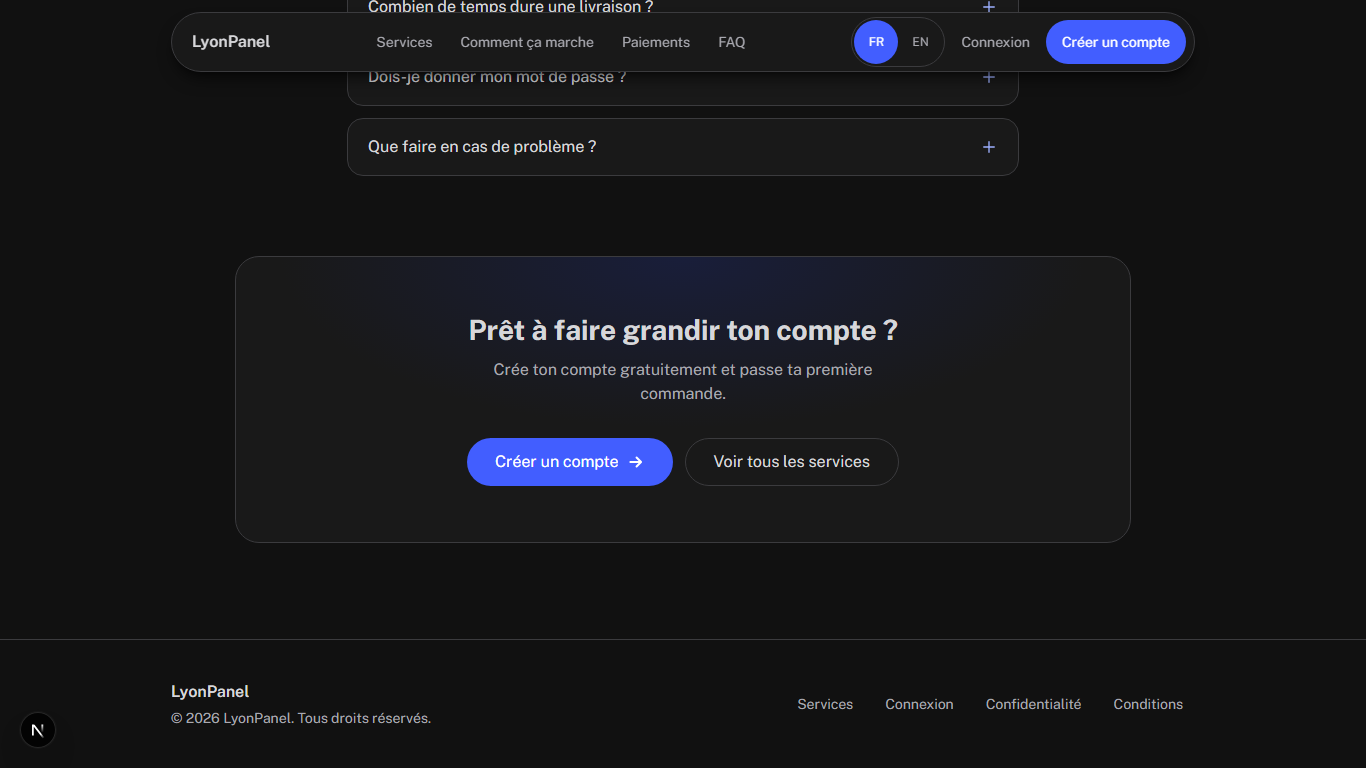 Combien de temps dure une livraison ?
LyonPanel
Services
Comment ça marche
Paiements
FAQ
FR
EN
Connexion
Créer un compte
Dois-je donner mon mot de passe ?
Que faire en cas de problème ?
Prêt à faire grandir ton compte ?
Crée ton compte gratuitement et passe ta première
commande.
Créer un compte →
Voir tous les services
LyonPanel
© 2026 LyonPanel. Tous droits réservés.
Services
Connexion
Confidentialité
Conditions
N